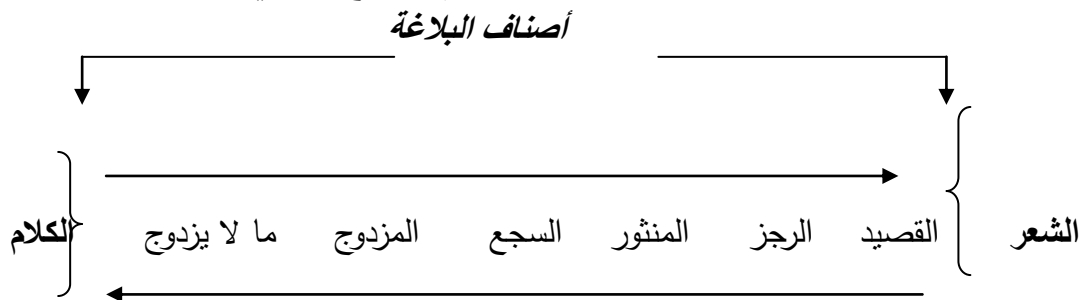 أصناف البلاغة
الشعر القصيد الرجز المنثور السجع المزدوج ما لا يزدوج الكلام